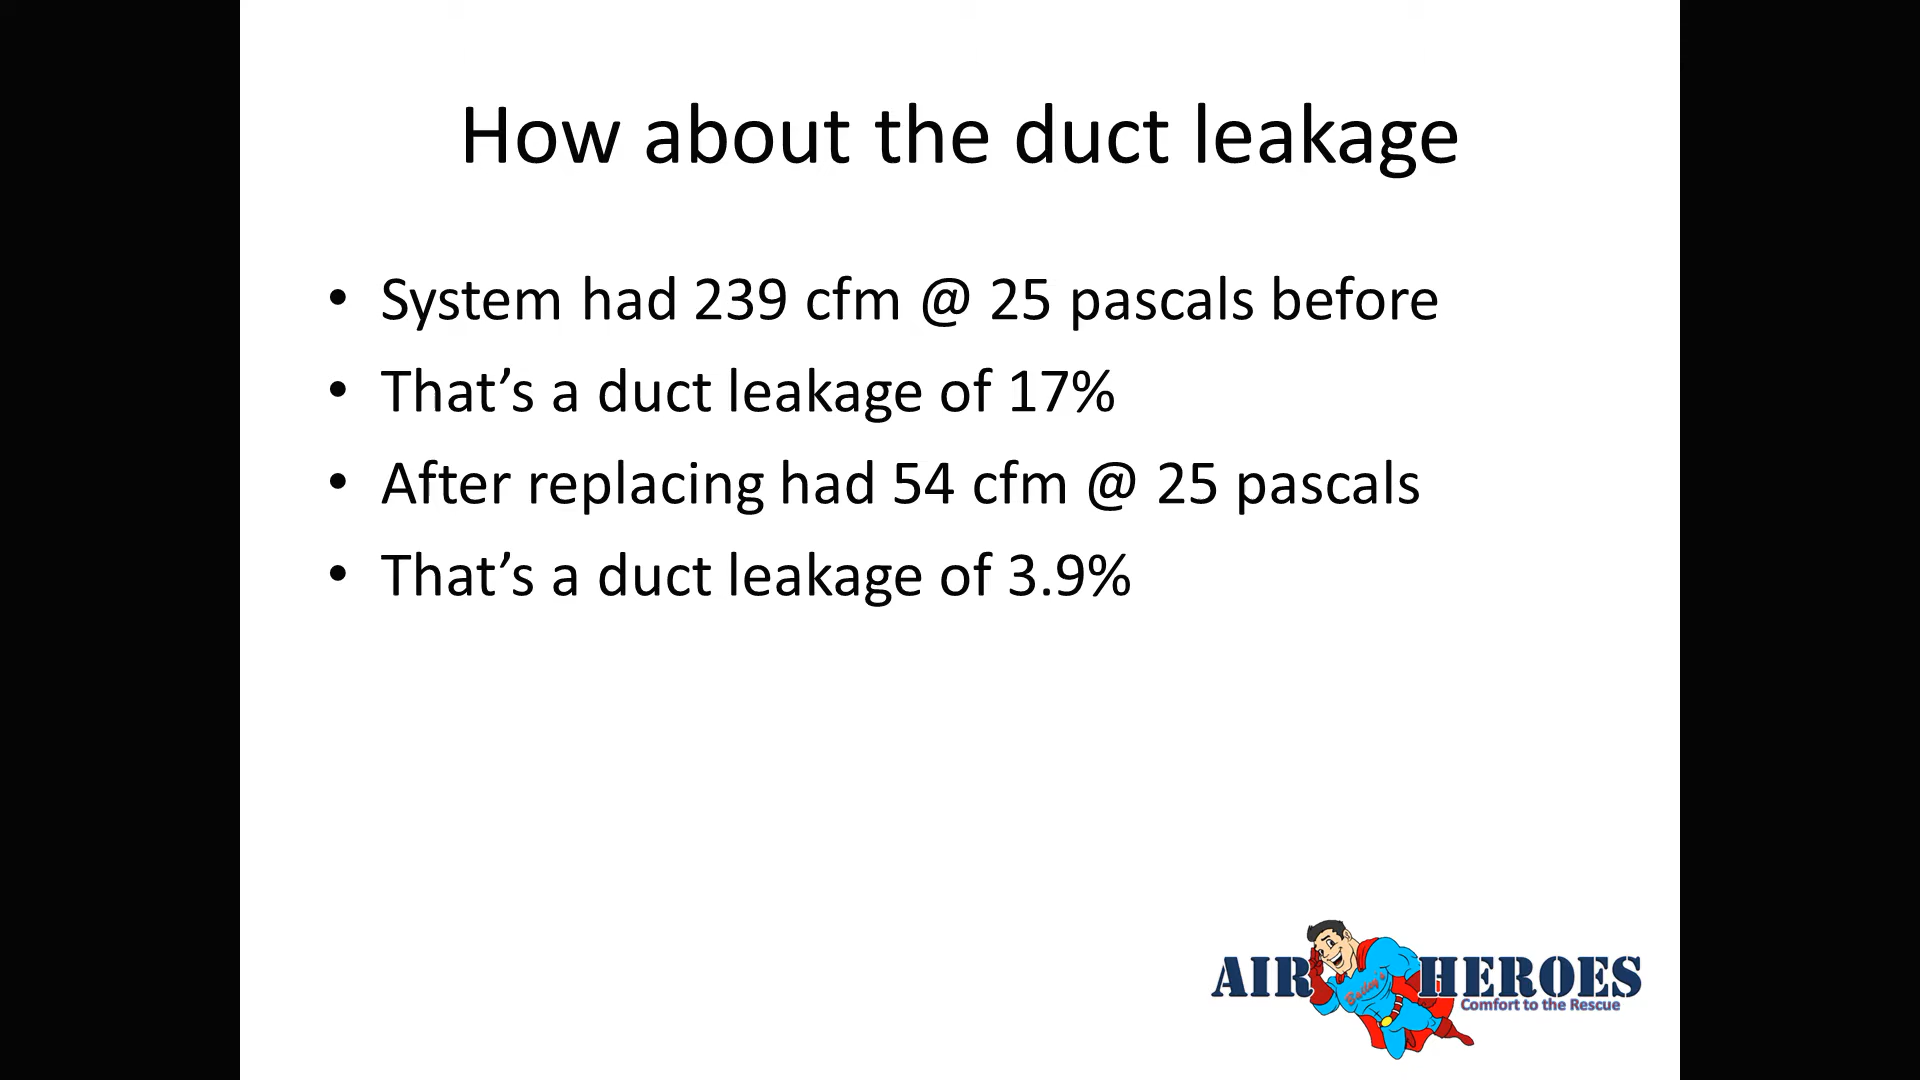 How about the duct leakage
• System had 239 cfm @ 25 pascals before
• That’s a duct leakage of 17%
• After replacing had 54 cfm @ 25 pascals
• That’s a duct leakage of 3.9%
AIR HEROES
Bailey's
Comfort to the Rescue